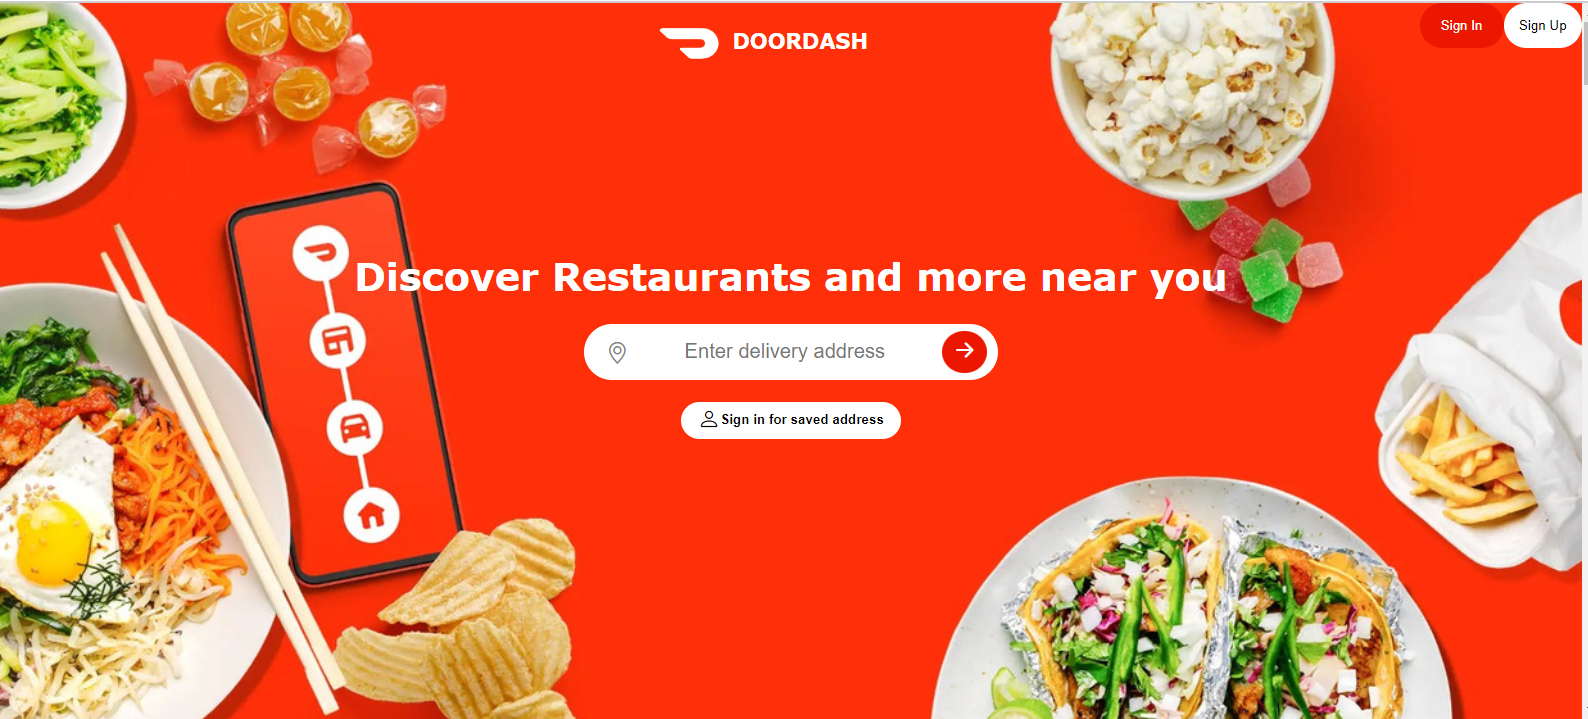 DOORDASH
Sign In
Sign Up
Discover Restaurants and more near you
Enter delivery address
Sign in for saved address